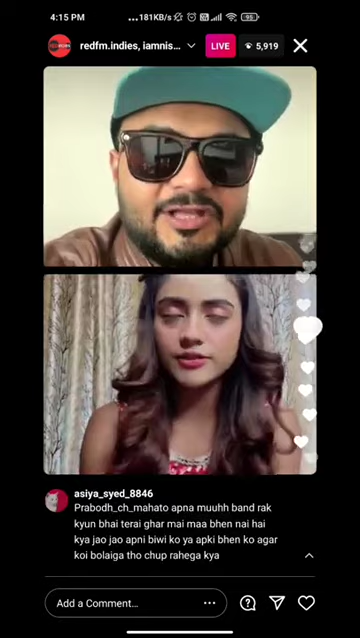 4:15 PM
...181KB/s
99
redfm.indies, iamnis...
LIVE
5,919
asiya_syed_8846
Prabodh_ch_mahato apna muuhh band rak
kyun bhai terai ghar mai maa bhen nai hai
kya jao jao apni biwi ko ya apki bhen ko agar
koi bolaiga tho chup rahega kya
Add a Comment...